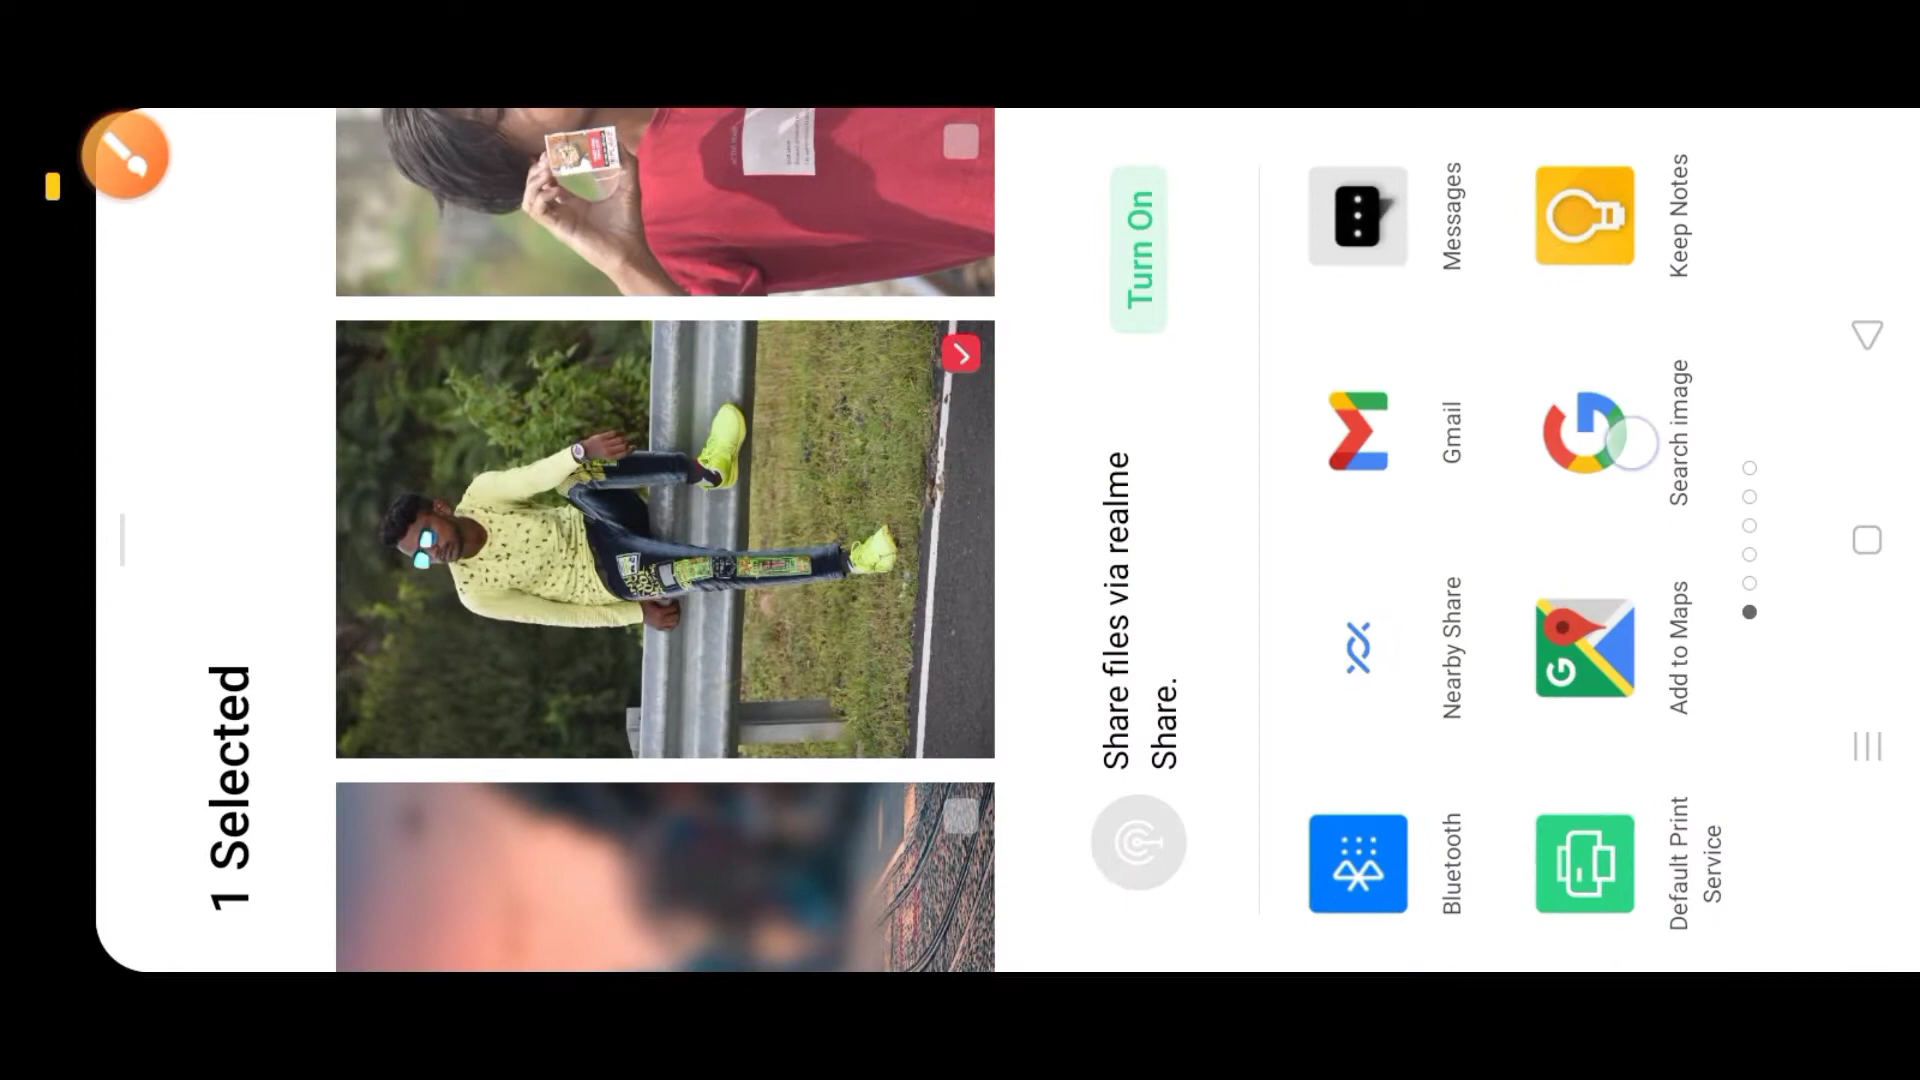 1 Selected
Share files via realme
Share.
Turn On
Bluetooth
Nearby Share
Gmail
Messages
Default Print
Service
Add to Maps
Search image
Keep Notes